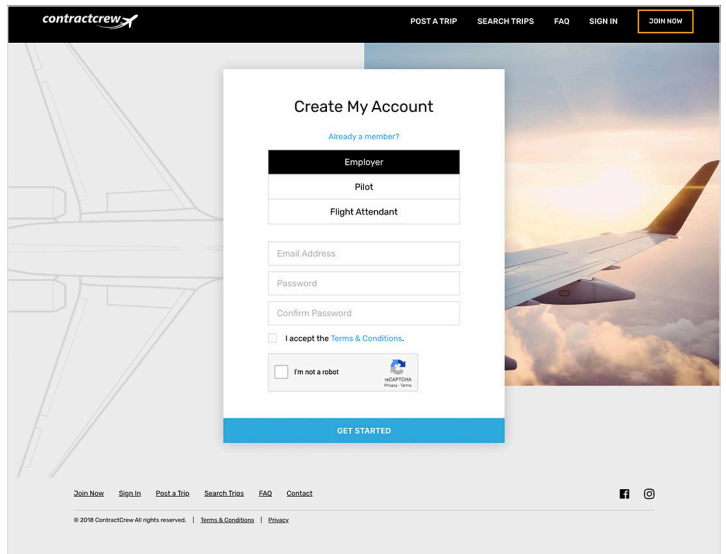 contractcrew
POST A TRIP SEARCH TRIPS FAQ SIGN IN JOIN NOW
Create My Account
Already a member?
Employer
Pilot
Flight Attendant
Email Address
Password
Confirm Password
I accept the Terms & Conditions.
I'm not a robot
reCAPTCHA
Privacy - Terms
GET STARTED
Join Now Sign In Post a Trip Search Trips FAQ Contact
© 2018 ContractCrew All rights reserved. | Terms & Conditions | Privacy